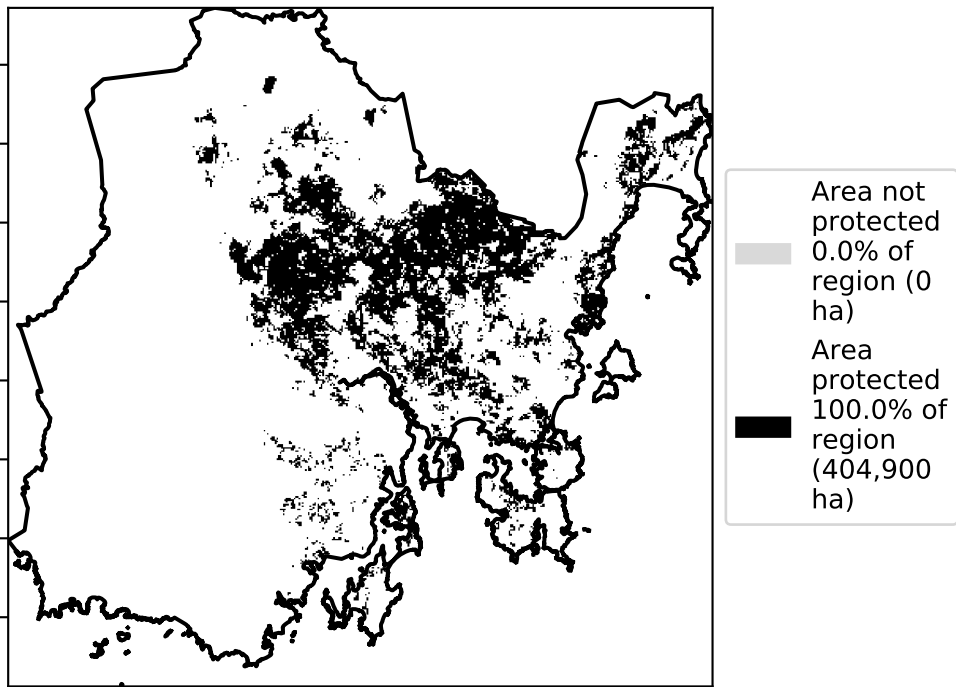 Area not
protected
0.0% of
region (0
ha)
Area
protected
100.0% of
region
(404,900
ha)